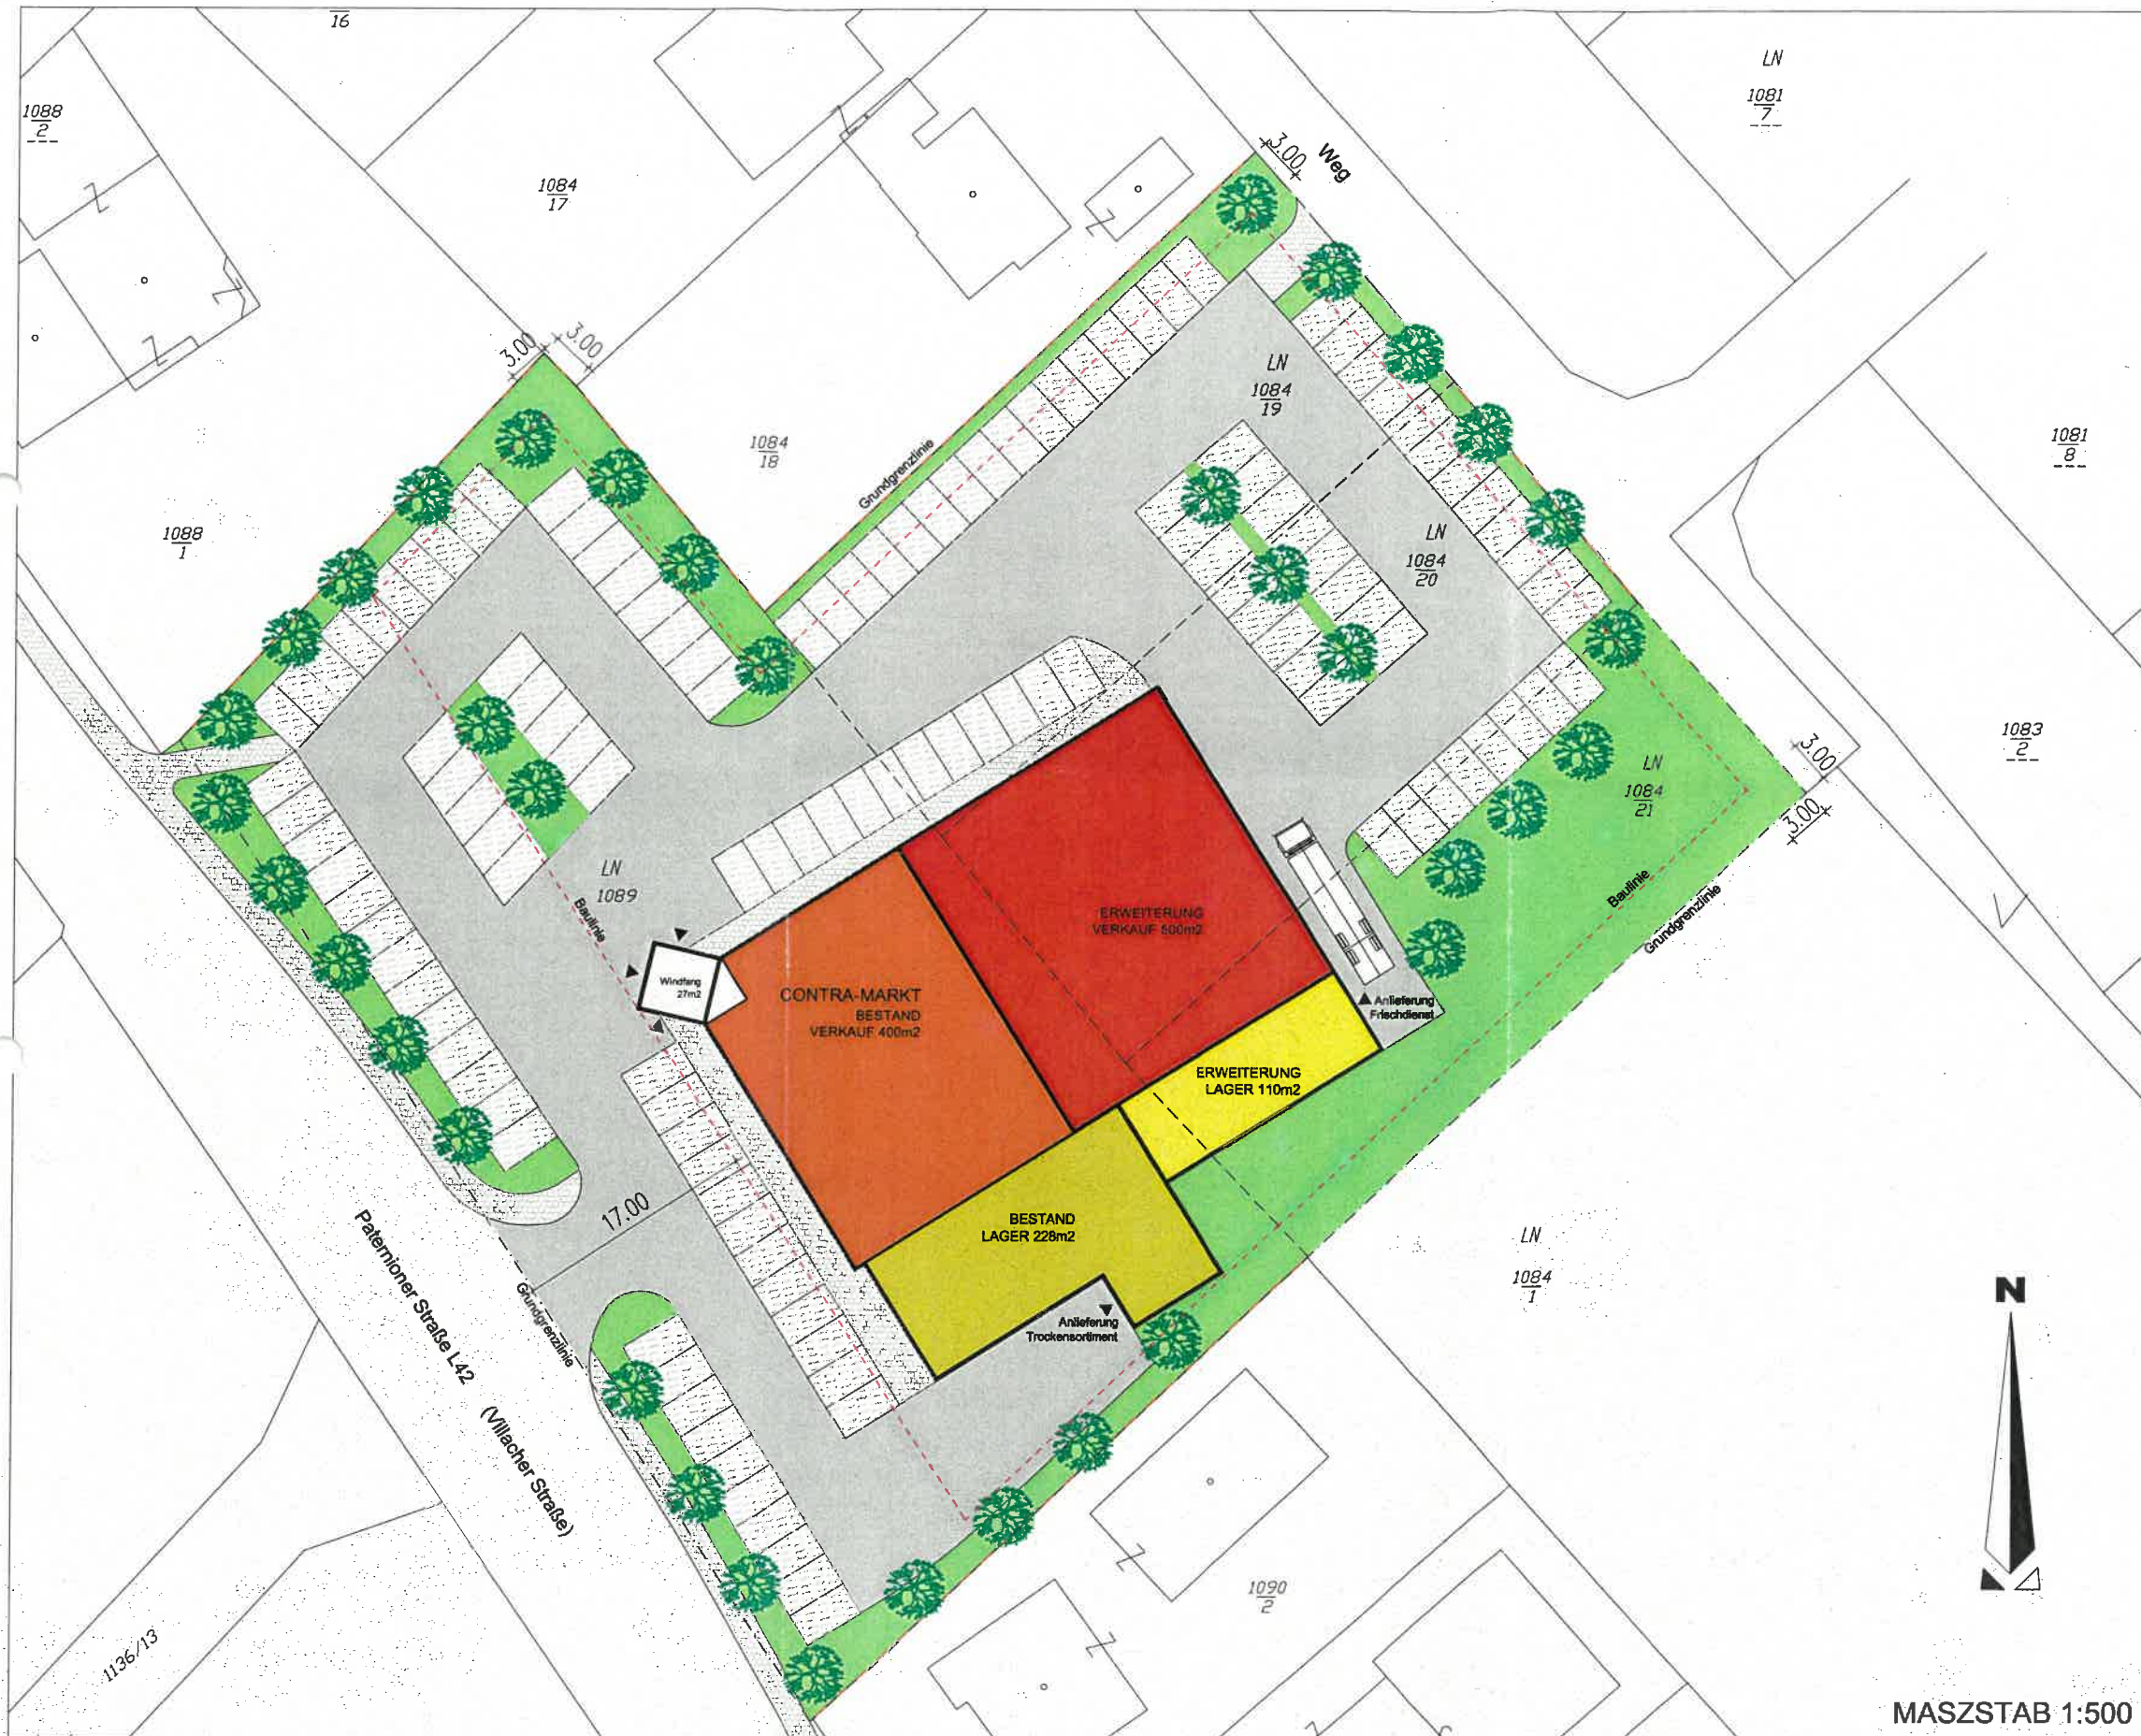 16
1088
2
1084
17
LN
1081
7
3.00
Weg
3.00
3.00
1084
18
Grundgrenzlinie
LN
1084
19
1081
8
1088
1
LN
1084
20
1083
2
3.00
3.00
LN
1084
21
LN
1089
Baulinie
Baulinie
Grundgrenzlinie
ERWEITERUNG
VERKAUF 500m2
Windfang
27m2
CONTRA-MARKT
BESTAND
VERKAUF 400m2
Anlieferung
Frischdienst
ERWEITERUNG
LAGER 110m2
17.00
BESTAND
LAGER 228m2
Anlieferung
Trockensortiment
Grundgrenzlinie
Paternioner Straße L42
(Villacher Straße)
LN
1084
1
N
1090
2
1136/13
MASZSTAB 1:500